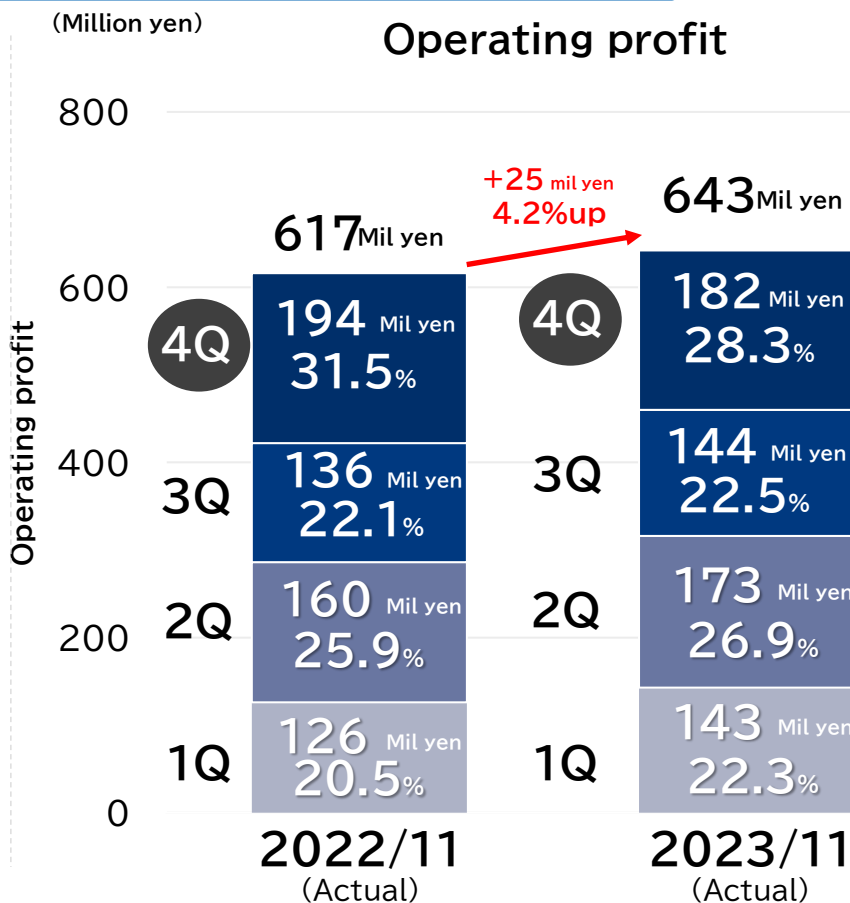 (Million yen)
Operating profit
Operating profit
800
600
400
200
0
+25 mil yen
4.2%up
617Mil yen
643Mil yen
4Q
194 Mil yen
31.5%
4Q
182 Mil yen
28.3%
3Q
136 Mil yen
22.1%
3Q
144 Mil yen
22.5%
2Q
160 Mil yen
25.9%
2Q
173 Mil yen
26.9%
1Q
126 Mil yen
20.5%
1Q
143 Mil yen
22.3%
2022/11
(Actual)
2023/11
(Actual)